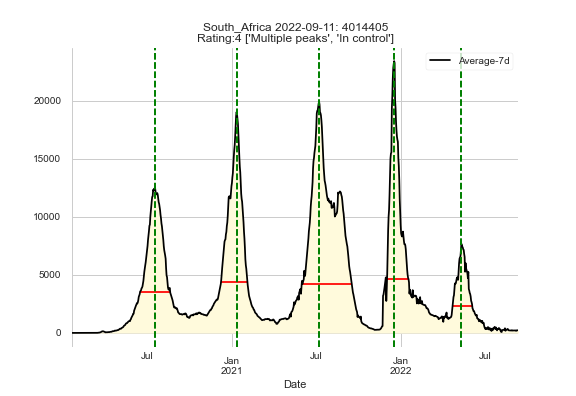 South_Africa 2022-09-11: 4014405
Rating:4 ['Multiple peaks', 'In control']
Average-7d
20000
15000
10000
5000
0
Jul
Jan
2021
Jul
Jan
2022
Jul
Date